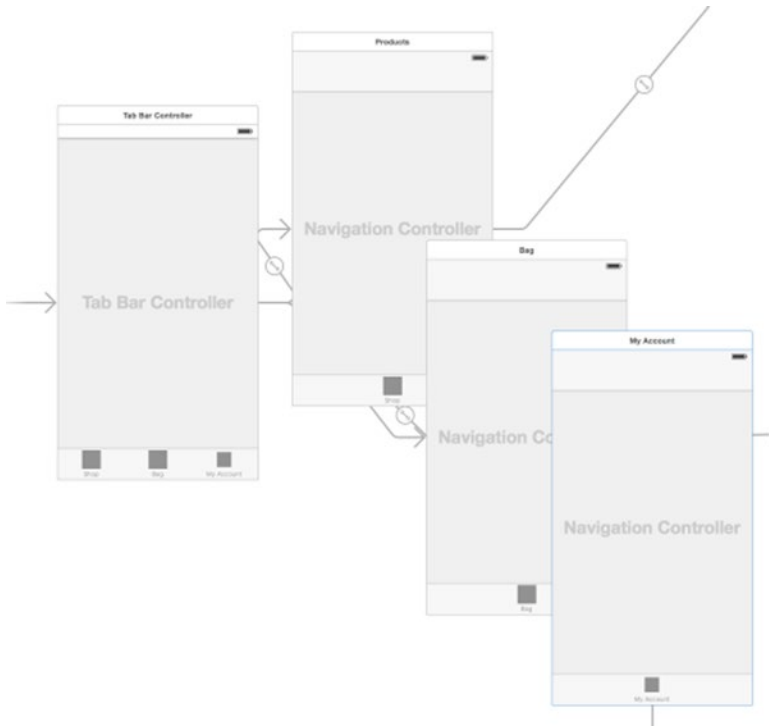 Products
Tab Bar Controller
Navigation Controller
Bag
Tab Bar Controller
My Account
Shop
Navigation Co
Shop
Bag
My Account
Navigation Controller
Bag
My Account